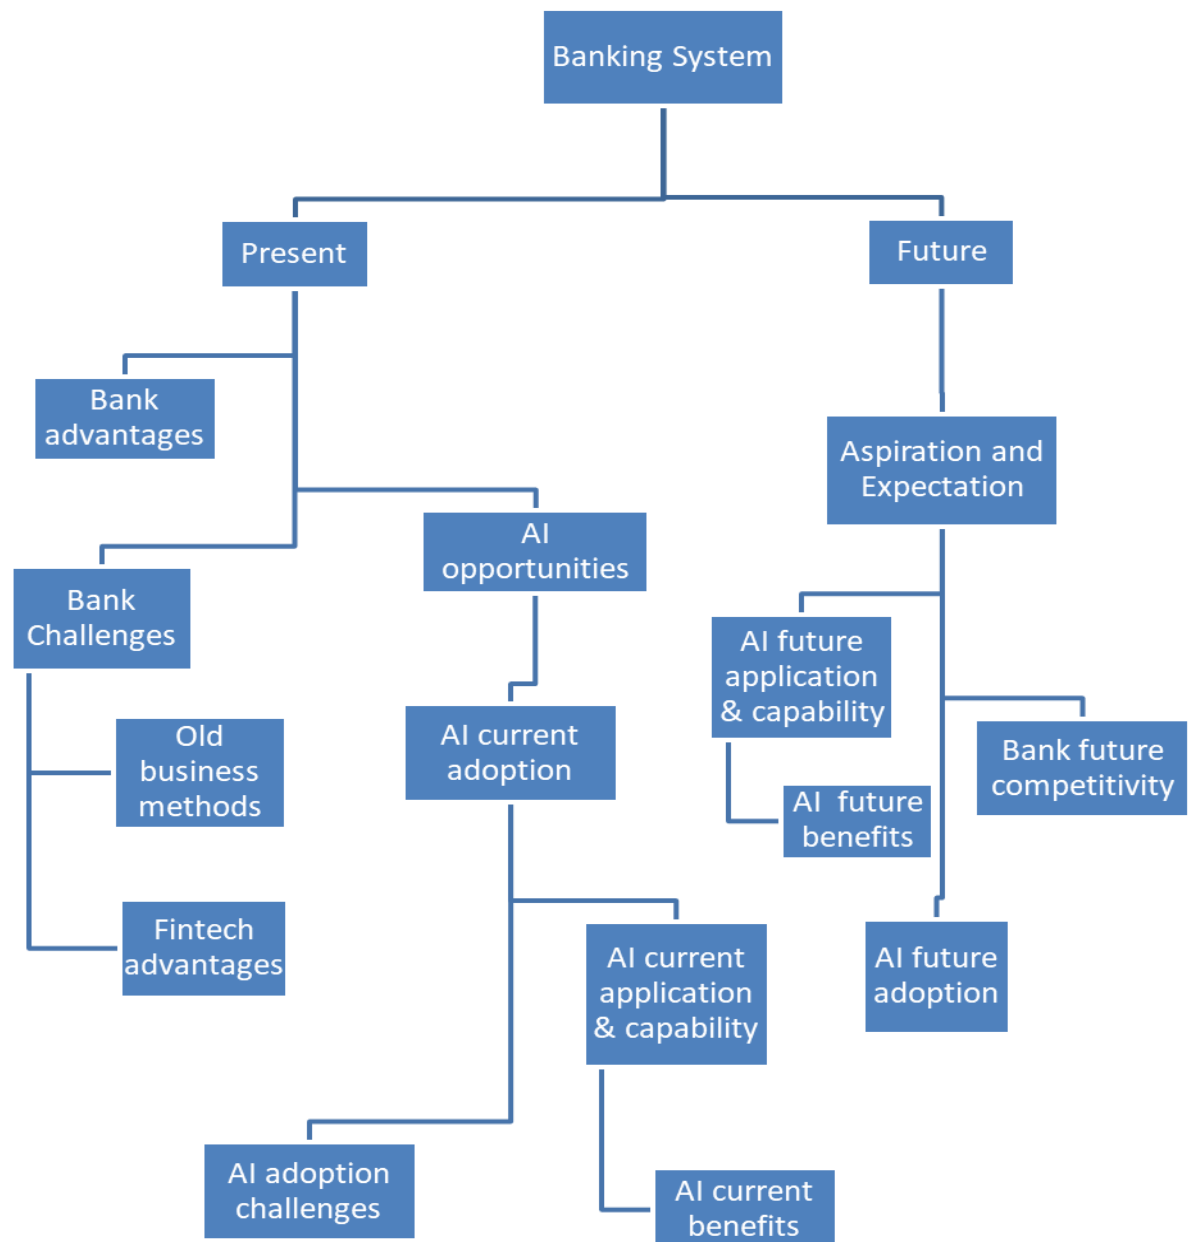 Banking System
Present
Future
Bank
advantages
Aspiration and
Expectation
AI
opportunities
Bank
Challenges
AI future
application
& capability
Old
business
methods
AI current
adoption
Bank future
competitivity
AI  future
benefits
Fintech
advantages
AI current
application
& capability
AI future
adoption
AI adoption
challenges
AI current
benefits